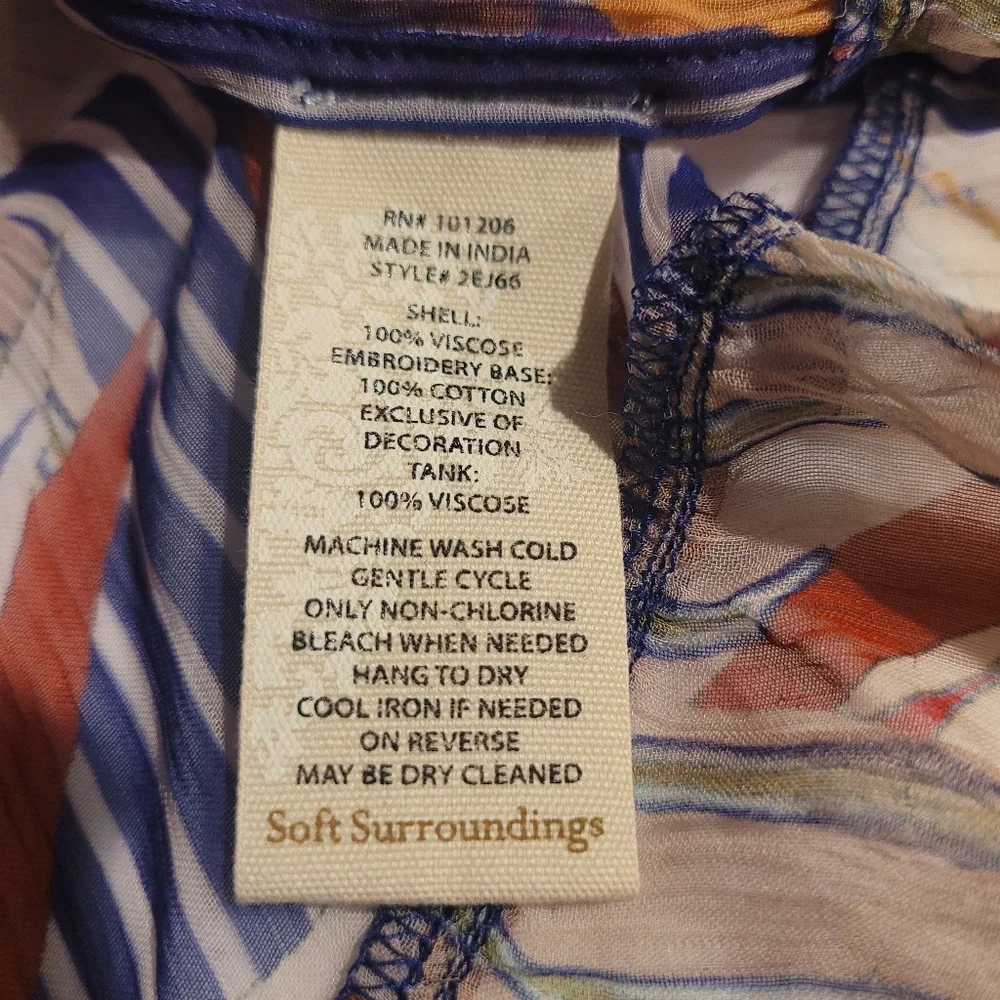 RN# 101206
MADE IN INDIA
STYLE# 2EJ66
SHELL:
100% VISCOSE
EMBROIDERY BASE:
100% COTTON
EXCLUSIVE OF
DECORATION
TANK:
100% VISCOSE
MACHINE WASH COLD
GENTLE CYCLE
ONLY NON-CHLORINE
BLEACH WHEN NEEDED
HANG TO DRY
COOL IRON IF NEEDED
ON REVERSE
MAY BE DRY CLEANED
Soft Surroundings